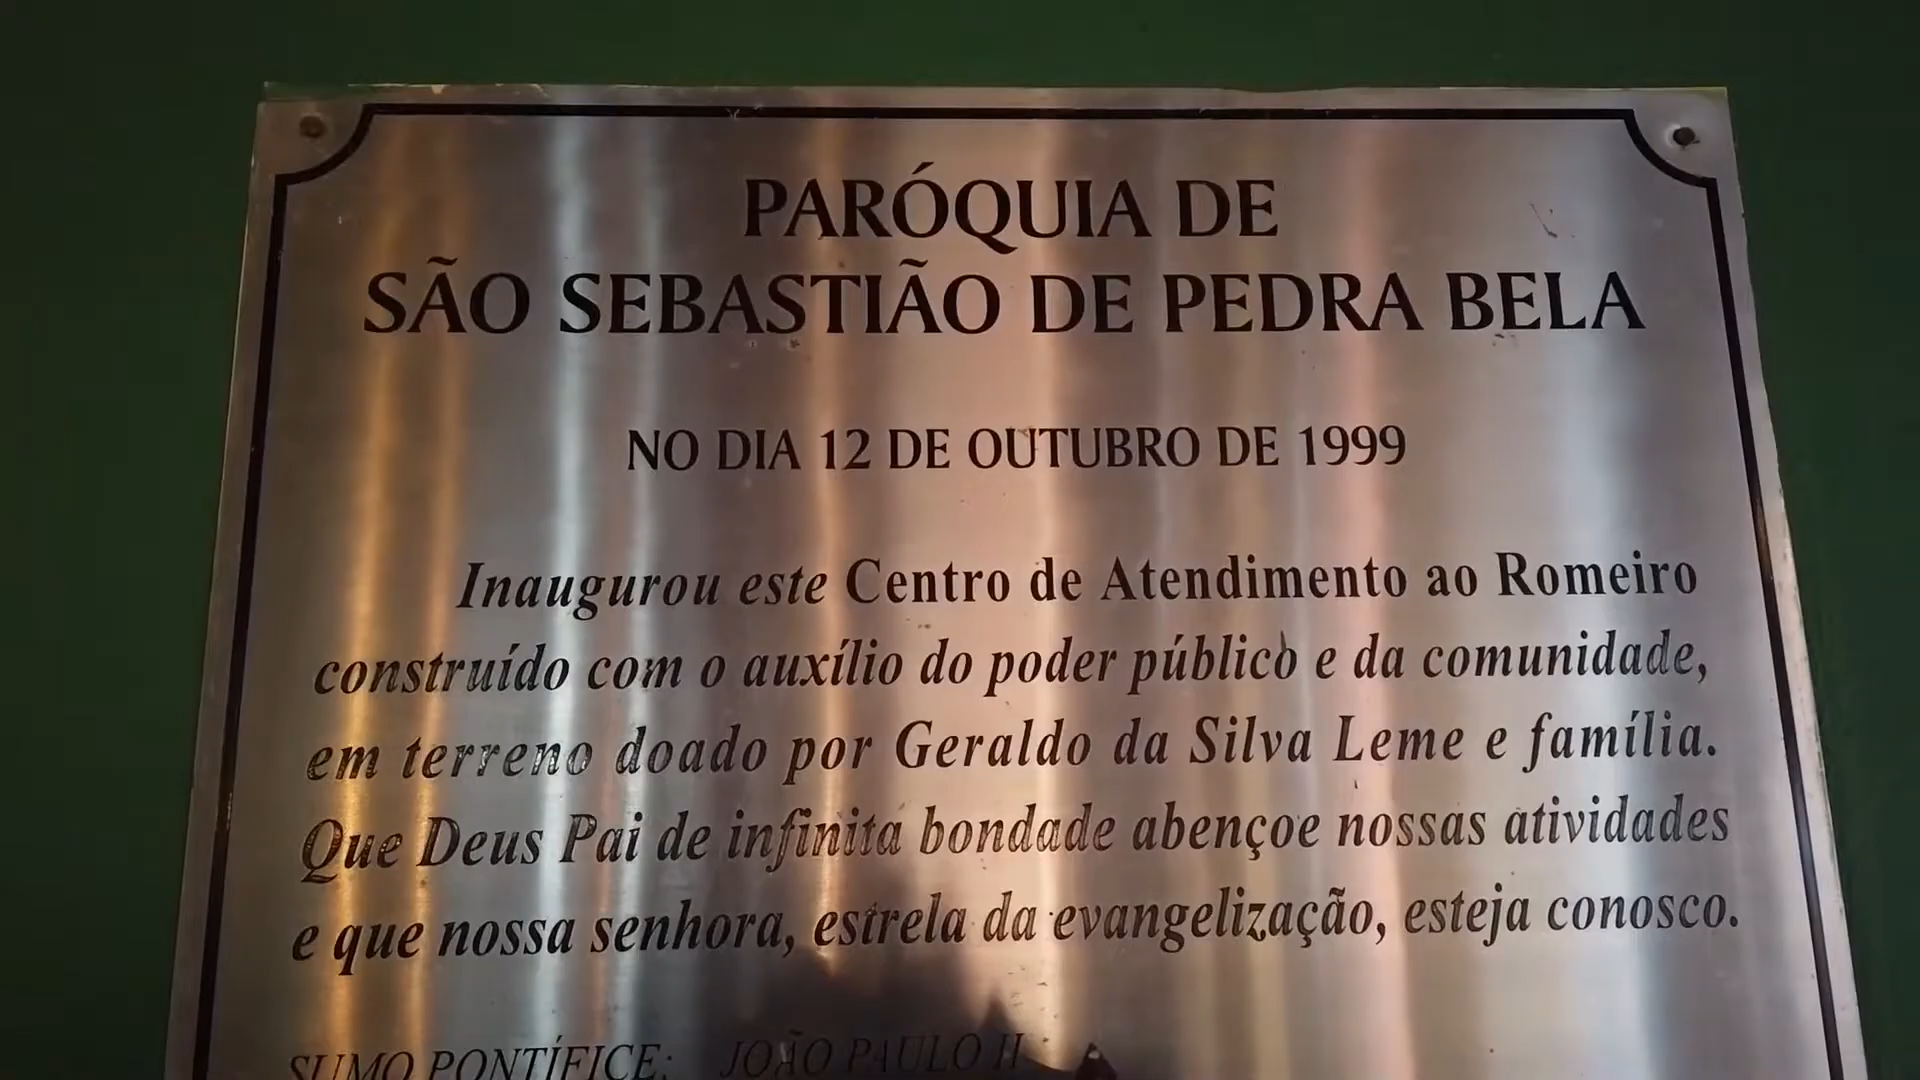 PARÓQUIA DE
SÃO SEBASTIÃO DE PEDRA BELA
NO DIA 12 DE OUTUBRO DE 1999
Inaugurou este Centro de Atendimento ao Romeiro
construído com o auxílio do poder público e da comunidade,
em terreno doado por Geraldo da Silva Leme e família.
Que Deus Pai de infinita bondade abençoe nossas atividades
e que nossa senhora, estrela da evangelização, esteja conosco.
SUMO PONTÍFICE: JOÃO PAULO II